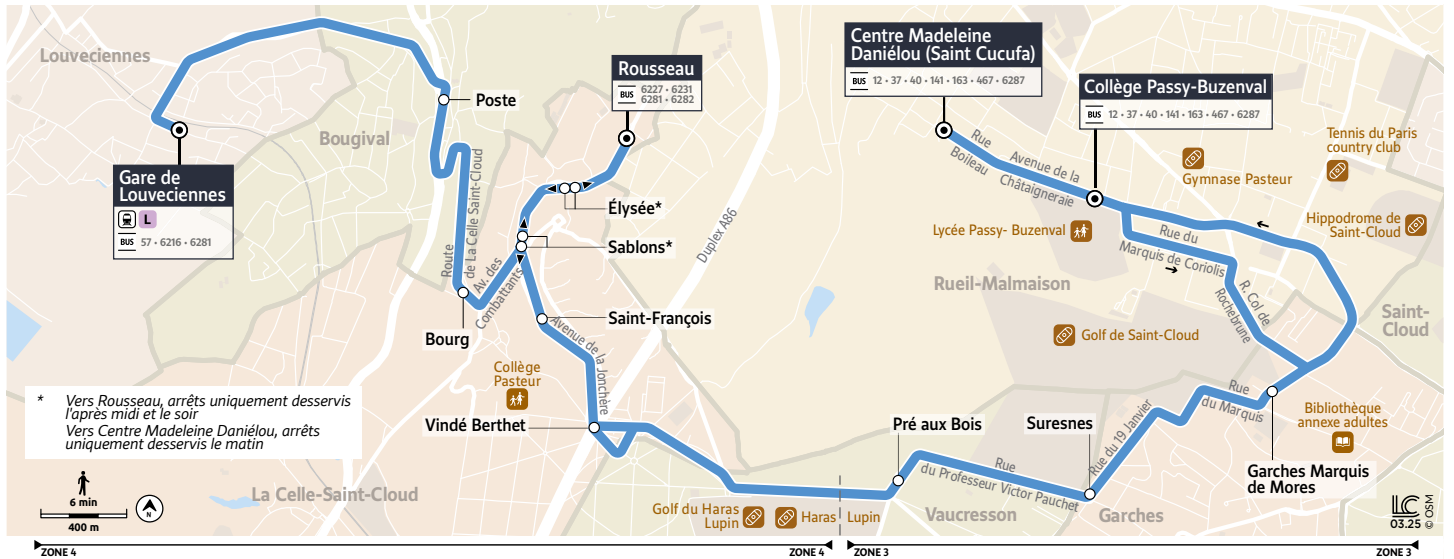 Louveciennes
Gare de
Louveciennes
L
BUS 57 • 6216 • 6281
Bougival
Poste
Rousseau
BUS 6227 • 6231
6281 • 6282
Élysée*
Sablons*
Route
de La Celle Saint-Cloud
Av. des
Combattants
Bourg
Saint-François
Avenue de la Jonchère
Duplex A86
Collège
Pasteur
Vindé Berthet
Centre Madeleine
Daniélou (Saint Cucufa)
BUS 12 • 37 • 40 • 141 • 163 • 467 • 6287
Collège Passy-Buzenval
BUS 12 • 37 • 40 • 141 • 163 • 467 • 6287
Rue
Boileau
Avenue de la
Châtaigneraie
Gymnase Pasteur
Tennis du Paris
country club
Hippodrome de
Saint-Cloud
Lycée Passy- Buzenval
Rue du
Marquis de Coriolis
R. Col de
Rochebrune
Rueil-Malmaison
Saint-
Cloud
Golf de Saint-Cloud
Rue
du Marquis
Bibliothèque
annexe adultes
Garches Marquis
de Mores
Pré aux Bois
Suresnes
Rue du 19 Janvier
Rue
du Professeur Victor Pauchet
Vaucresson
Garches
Golf du Haras
Lupin
Haras Lupin
La Celle-Saint-Cloud
* Vers Rousseau, arrêts uniquement desservis
l'après midi et le soir
Vers Centre Madeleine Daniélou, arrêts
uniquement desservis le matin
6 min
400 m
N
LC
03.25 © OSM
ZONE 4
ZONE 4
ZONE 3
ZONE 3